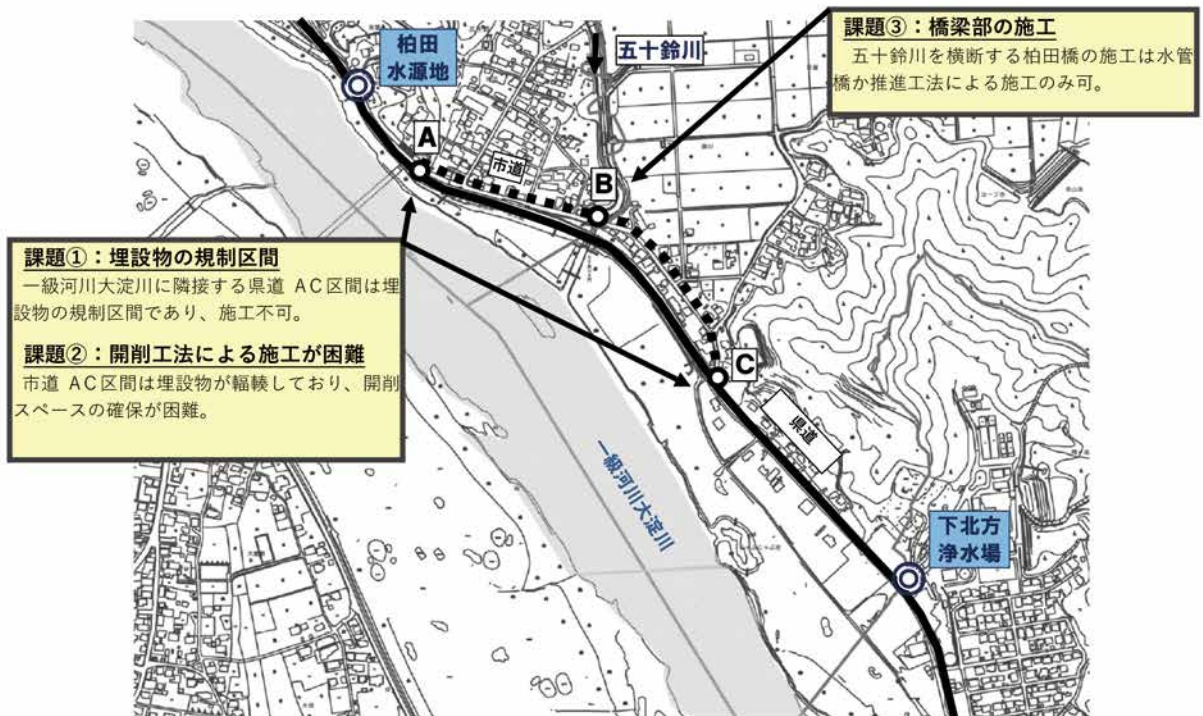 柏田
水源地
五十鈴川
課題③:橋梁部の施工
五十鈴川を横断する柏田橋の施工は水管
橋か推進工法による施工のみ可。
A
市道
B
課題①:埋設物の規制区間
一級河川大淀川に隣接する県道 AC区間は埋
設物の規制区間であり、施工不可。
課題②:開削工法による施工が困難
市道 AC区間は埋設物が輻輳しており、開削
スペースの確保が困難。
C
県道
一級河川大淀川
下北方
浄水場